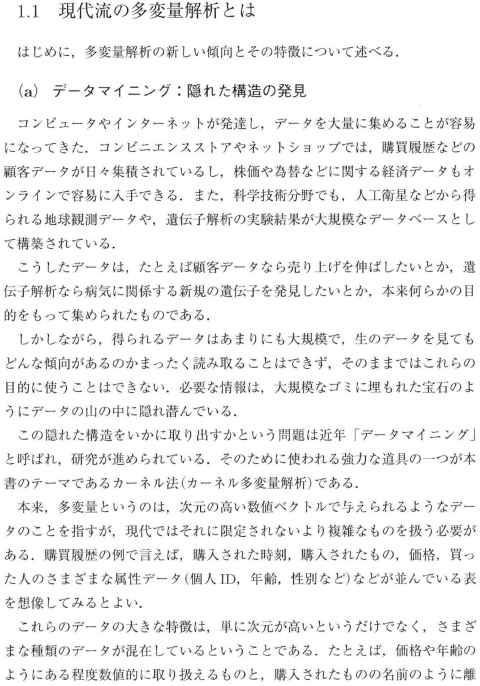 1.1 現代流の多変量解析とは
はじめに，多変量解析の新しい傾向とその特徴について述べる．
(a) データマイニング：隠れた構造の発見
コンピュータやインターネットが発達し，データを大量に集めることが容易
になってきた．コンビニエンスストアやネットショップでは，購買履歴などの
顧客データが日々集積されているし，株価や為替などに関する経済データもオ
ンラインで容易に入手できる．また，科学技術分野でも，人工衛星などから得
られる地球観測データや，遺伝子解析の実験結果が大規模なデータベースとし
て構築されている．
こうしたデータは，たとえば顧客データなら売り上げを伸ばしたいとか，遺
伝子解析なら病気に関係する新規の遺伝子を発見したいとか，本来何らかの目
的をもって集められたものである．
しかしながら，得られるデータはあまりにも大規模で，生のデータを見ても
どんな傾向があるのかまったく読み取ることはできず，そのままではこれらの
目的に使うことはできない．必要な情報は，大規模なゴミに埋もれた宝石のよ
うにデータの山の中に隠れ潜んでいる．
この隠れた構造をいかに取り出すかという問題は近年「データマイニング」
と呼ばれ，研究が進められている．そのために使われる強力な道具の一つが本
書のテーマであるカーネル法(カーネル多変量解析)である．
本来，多変量というのは，次元の高い数値ベクトルで与えられるようなデー
タのことを指すが，現代ではそれに限定されないより複雑なものを扱う必要が
ある．購買履歴の例で言えば，購入された時刻，購入されたもの，価格，買っ
た人のさまざまな属性データ(個人 ID，年齢，性別など)などが並んでいる表
を想像してみるとよい．
これらのデータの大きな特徴は，単に次元が高いというだけでなく，さまざ
まな種類のデータが混在しているということである．たとえば，価格や年齢の
ようにある程度数値的に取り扱えるものと，購入されたものの名前のように離